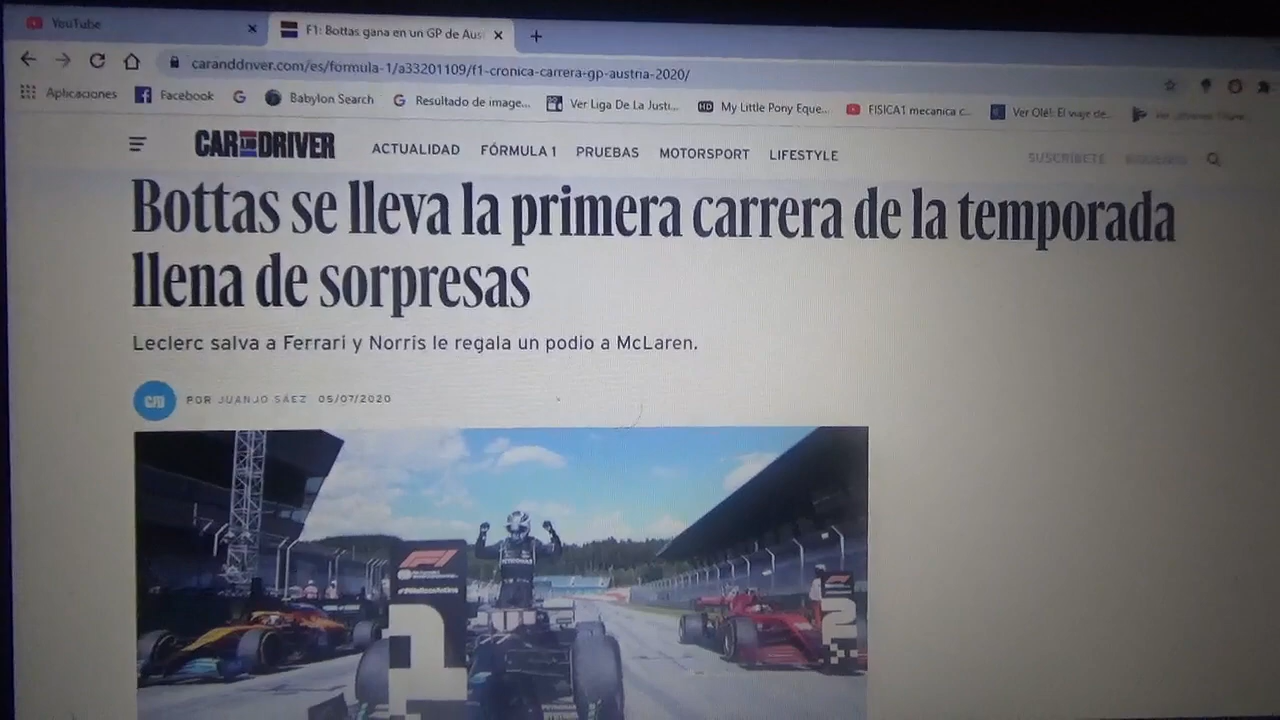 YouTube
F1: Bottas gana en un GP de Aus
caranddriver.com/es/formula-1/a33201109/f1-cronica-carrera-gp-austria-2020/
Aplicaciones
Facebook
Babylon Search
Resultado de image...
Ver Liga De La Justi...
My Little Pony Eque...
FISICA1 mecanica c...
Ver Olé!: El viaje de...
CAR AND DRIVER
ACTUALIDAD
FÓRMULA 1
PRUEBAS
MOTORSPORT
LIFESTYLE
SUSCRÍBETE
Bottas se lleva la primera carrera de la temporada
llena de sorpresas
Leclerc salva a Ferrari y Norris le regala un podio a McLaren.
C/D
POR JUANJO SÁEZ 05/07/2020
F1
1
PETRONAS
2